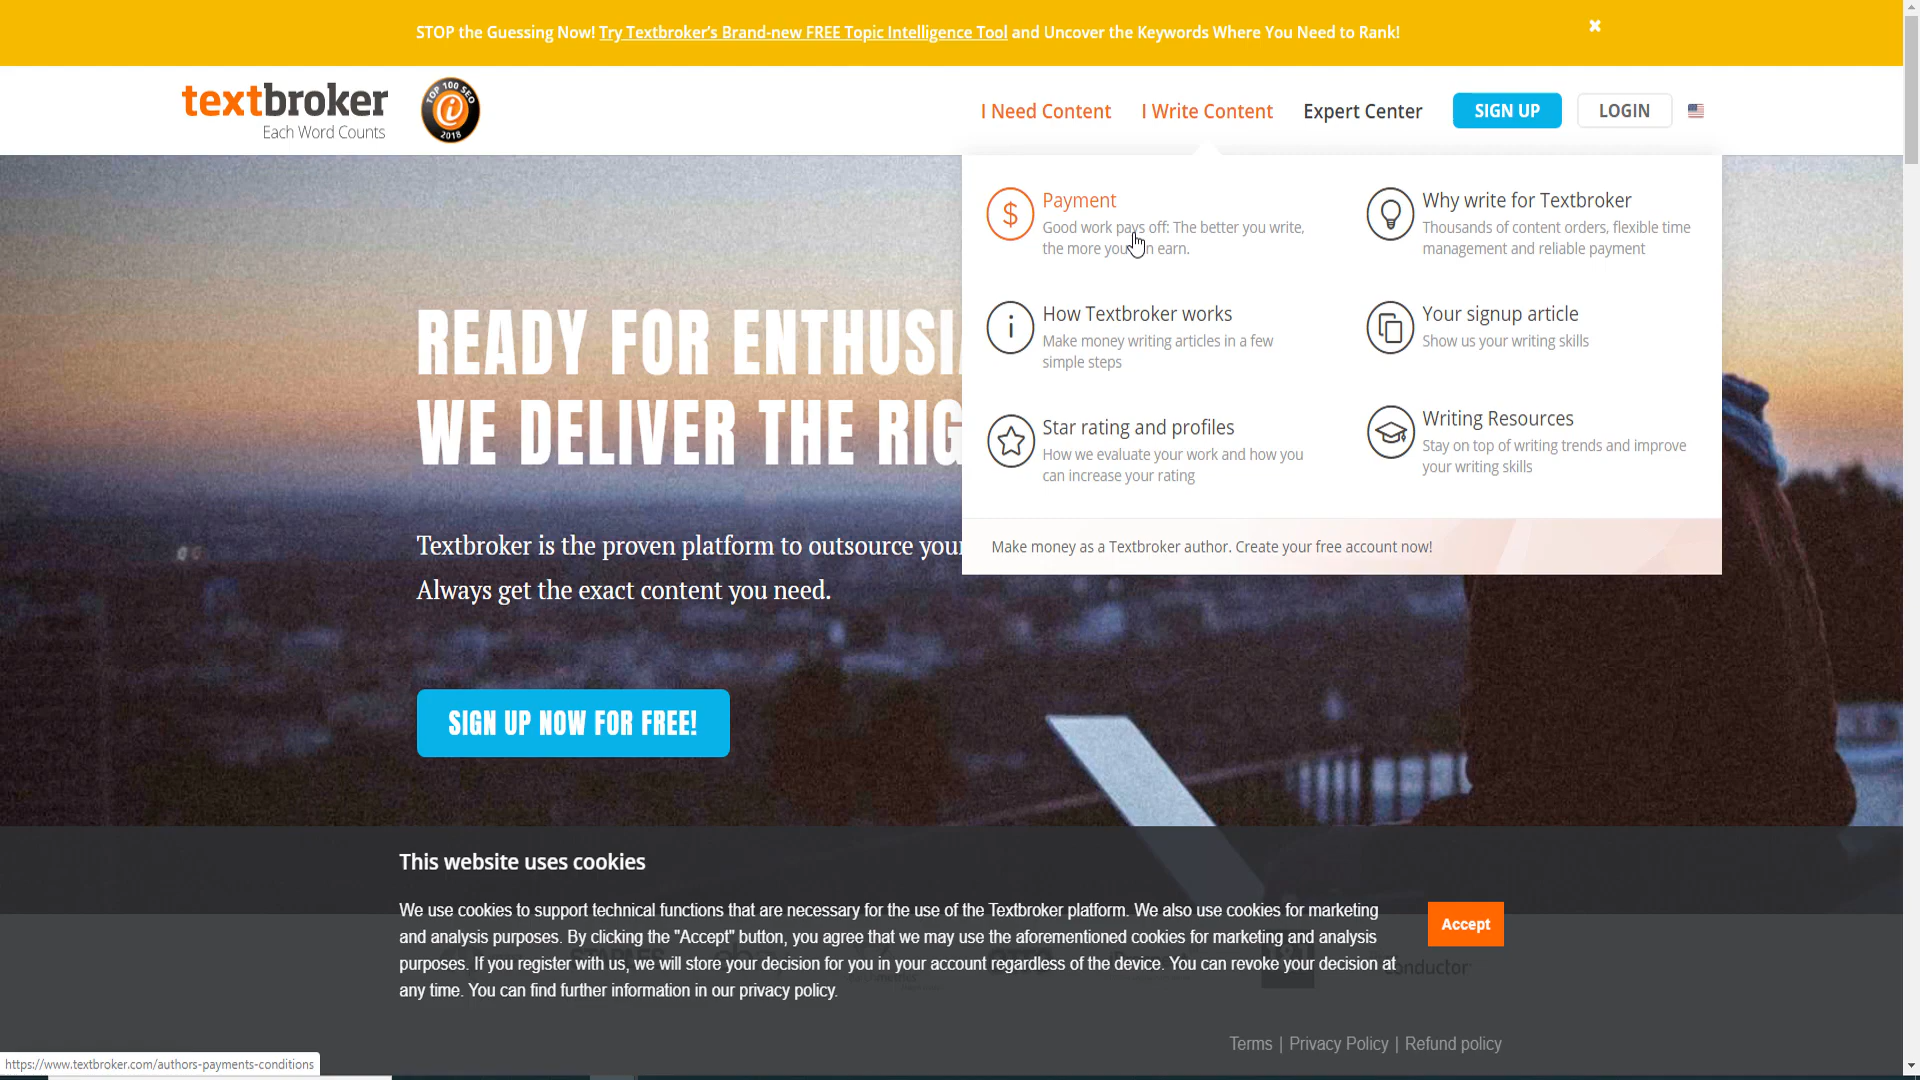 STOP the Guessing Now! Try Textbroker's Brand-new FREE Topic Intelligence Tool and Uncover the Keywords Where You Need to Rank!
textbroker
Each Word Counts
TOP 100 SEO
2018
I Need Content
I Write Content
Expert Center
SIGN UP
LOGIN
Payment
Good work pays off: The better you write,
the more you earn.
Why write for Textbroker
Thousands of content orders, flexible time
management and reliable payment
How Textbroker works
Make money writing articles in a few
simple steps
Your signup article
Show us your writing skills
Star rating and profiles
How we evaluate your work and how you
can increase your rating
Writing Resources
Stay on top of writing trends and improve
your writing skills
Make money as a Textbroker author. Create your free account now!
READY FOR
WE DELIVER THE
Textbroker is the proven platform to outsource
Always get the exact content you need.
SIGN UP NOW FOR FREE!
This website uses cookies
We use cookies to support technical functions that are necessary for the use of the Textbroker platform. We also use cookies for marketing
and analysis purposes. By clicking the "Accept" button, you agree that we may use the aforementioned cookies for marketing and analysis
purposes. If you register with us, we will store your decision for you in your account regardless of the device. You can revoke your decision at
any time. You can find further information in our privacy policy.
Accept
conductor
Terms | Privacy Policy | Refund policy
https://www.textbroker.com/authors-payments-conditions